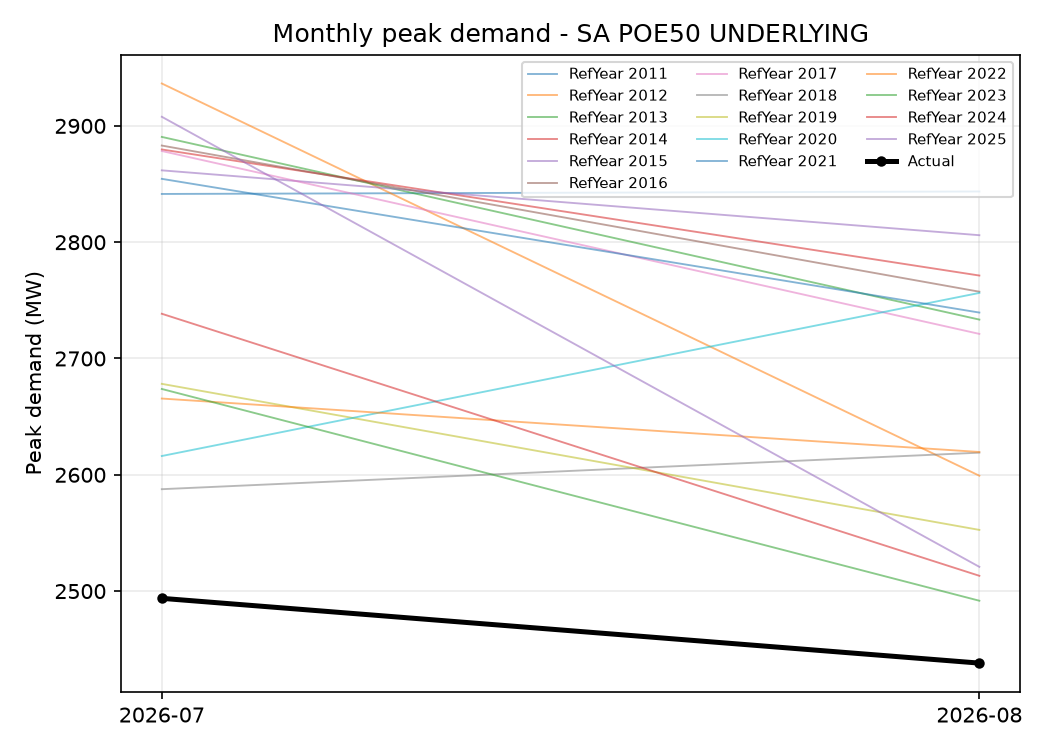 Monthly peak demand - SA POE50 UNDERLYING
Peak demand (MW)
2900
2800
2700
2600
2500
2026-07
2026-08
RefYear 2011
RefYear 2012
RefYear 2013
RefYear 2014
RefYear 2015
RefYear 2016
RefYear 2017
RefYear 2018
RefYear 2019
RefYear 2020
RefYear 2021
RefYear 2022
RefYear 2023
RefYear 2024
RefYear 2025
Actual